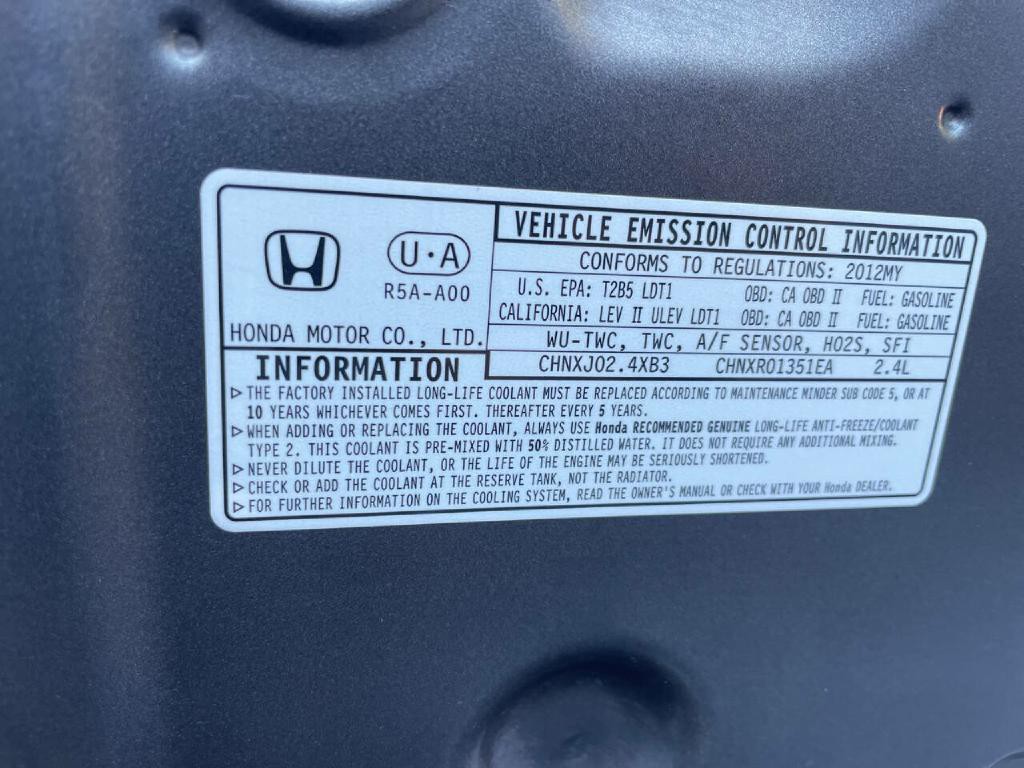 U·A
R5A-A00
HONDA MOTOR CO., LTD.
VEHICLE EMISSION CONTROL INFORMATION
CONFORMS TO REGULATIONS: 2012MY
U.S. EPA: T2B5 LDT1 OBD: CA OBD II FUEL: GASOLINE
CALIFORNIA: LEV II ULEV LDT1 OBD: CA OBD II FUEL: GASOLINE
WU-TWC, TWC, A/F SENSOR, HO2S, SFI
CHNXJ02.4XB3 CHNXR01351EA 2.4L
INFORMATION
▷ THE FACTORY INSTALLED LONG-LIFE COOLANT MUST BE REPLACED ACCORDING TO MAINTENANCE MINDER SUB CODE 5, OR AT
10 YEARS WHICHEVER COMES FIRST. THEREAFTER EVERY 5 YEARS.
▷ WHEN ADDING OR REPLACING THE COOLANT, ALWAYS USE Honda RECOMMENDED GENUINE LONG-LIFE ANTI-FREEZE/COOLANT
TYPE 2. THIS COOLANT IS PRE-MIXED WITH 50% DISTILLED WATER. IT DOES NOT REQUIRE ANY ADDITIONAL MIXING.
▷ NEVER DILUTE THE COOLANT, OR THE LIFE OF THE ENGINE MAY BE SERIOUSLY SHORTENED.
▷ CHECK OR ADD THE COOLANT AT THE RESERVE TANK, NOT THE RADIATOR.
▷ FOR FURTHER INFORMATION ON THE COOLING SYSTEM, READ THE OWNER'S MANUAL OR CHECK WITH YOUR Honda DEALER.